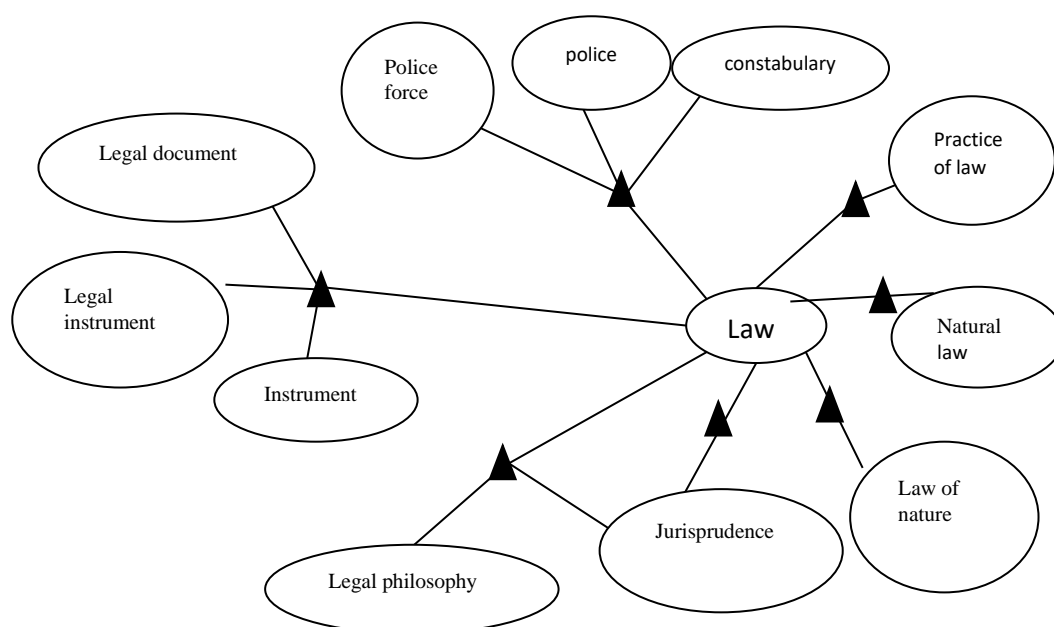 police
constabulary
Police
force
Legal document
Practice
of law
Legal
instrument
Law
Natural
law
Instrument
Law of
nature
Jurisprudence
Legal philosophy